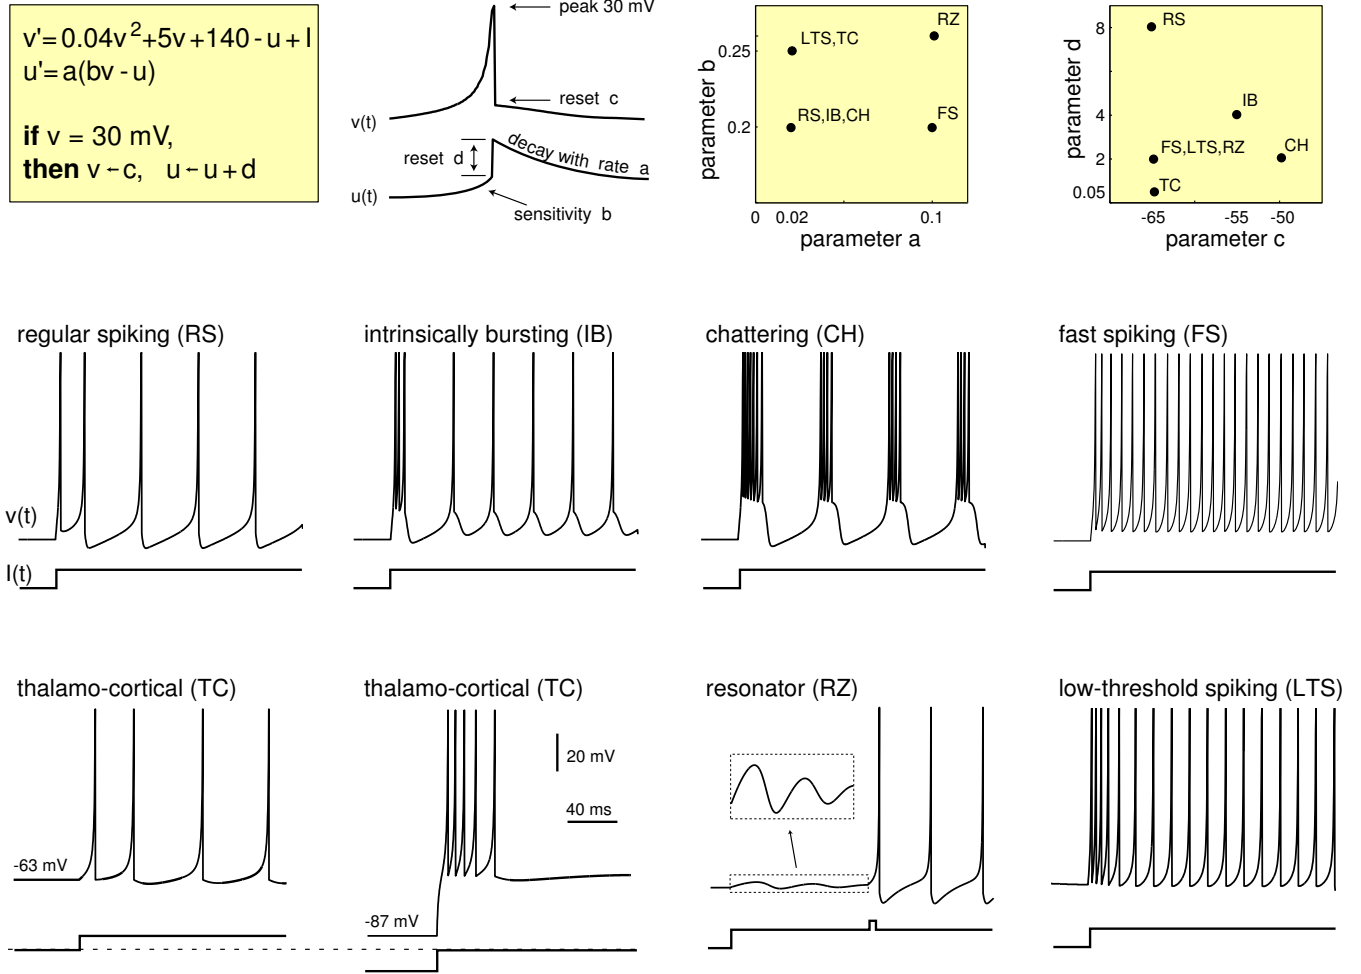 v'= 0.04v²+5v+140 - u + I
u'= a(bv - u)
if v = 30 mV,
then v←c, u←u+d
peak 30 mV
reset c
v(t)
reset d
decay with rate a
u(t)
sensitivity b
parameter b
0.25
0.2
LTS,TC
RZ
RS,IB,CH
FS
0
0.02
0.1
parameter a
parameter d
8
4
2
0.05
RS
IB
FS,LTS,RZ
CH
TC
-65
-55
-50
parameter c
regular spiking (RS)
intrinsically bursting (IB)
chattering (CH)
fast spiking (FS)
v(t)
I(t)
thalamo-cortical (TC)
thalamo-cortical (TC)
resonator (RZ)
low-threshold spiking (LTS)
20 mV
40 ms
-63 mV
-87 mV